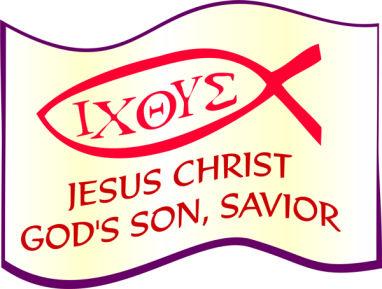 ΙΧΘΥΣ
JESUS CHRIST
GOD'S SON, SAVIOR